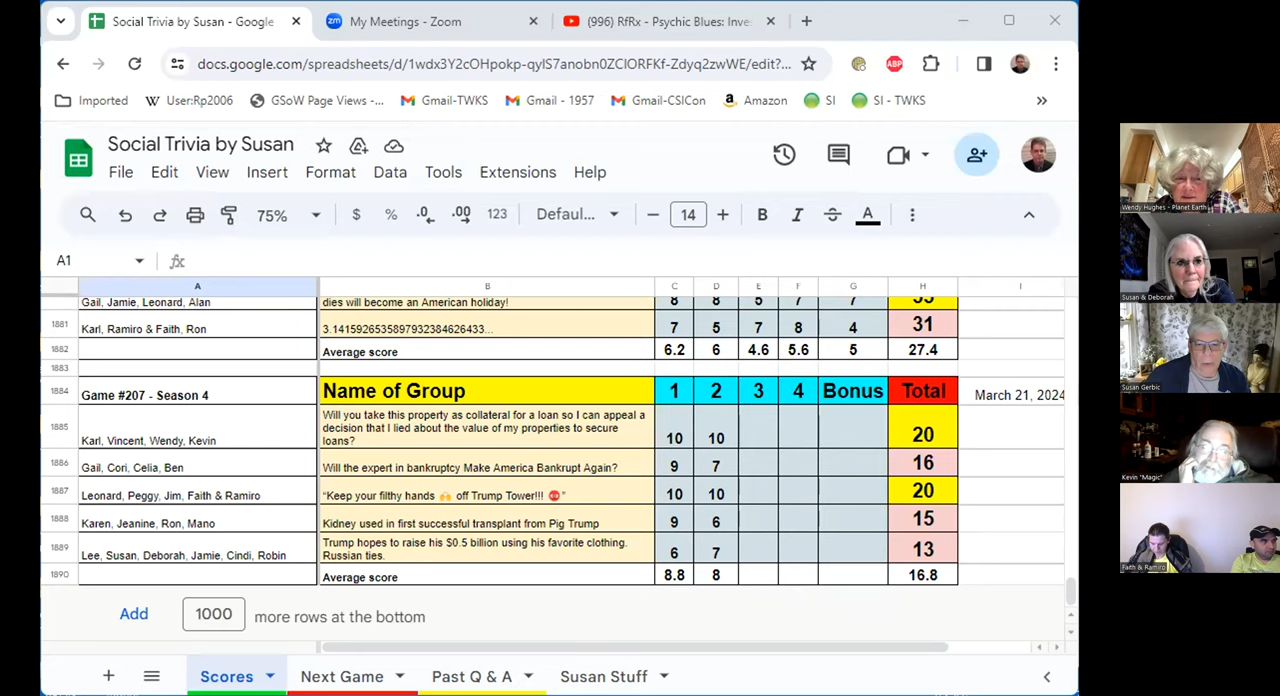 Social Trivia by Susan - Google
My Meetings - Zoom
(996) RfRx - Psychic Blues: Inve
docs.google.com/spreadsheets/d/1wdx3Y2cOHpokp-qylS7anobn0ZClORFKf-Zdyq2zwWE/edit?...
ABP
Imported
User:Rp2006
GSoW Page Views -...
Gmail-TWKS
Gmail - 1957
Gmail-CSICon
Amazon
SI
SI - TWKS
Social Trivia by Susan
File Edit View Insert Format Data Tools Extensions Help
75% $ % .0 .00 123 Defaul... 14 B I A
A1 fx
A B C D E F G H I
Gail, Jamie, Leonard, Alan dies will become an American holiday! 8 8 5 7 7 35
1881 Karl, Ramiro & Faith, Ron 3.1415926535897932384626433... 7 5 7 8 4 31
1882 Average score 6.2 6 4.6 5.6 5 27.4
1883
1884 Game #207 - Season 4 Name of Group 1 2 3 4 Bonus Total March 21, 2024
Will you take this property as collateral for a loan so I can appeal a
decision that I lied about the value of my properties to secure
1885 Karl, Vincent, Wendy, Kevin loans? 10 10 20
1886 Gail, Cori, Celia, Ben Will the expert in bankruptcy Make America Bankrupt Again? 9 7 16
1887 Leonard, Peggy, Jim, Faith & Ramiro “Keep your filthy hands 🙌 off Trump Tower!!! 🛑” 10 10 20
1888 Karen, Jeanine, Ron, Mano Kidney used in first successful transplant from Pig Trump 9 6 15
Trump hopes to raise his $0.5 billion using his favorite clothing.
1889 Lee, Susan, Deborah, Jamie, Cindi, Robin Russian ties. 6 7 13
1890 Average score 8.8 8 16.8
Add 1000 more rows at the bottom
Scores Next Game Past Q & A Susan Stuff
Wendy Hughes - Planet Earth
Susan & Deborah
Susan Gerbic
Kevin "Magic"
Faith & Ramiro